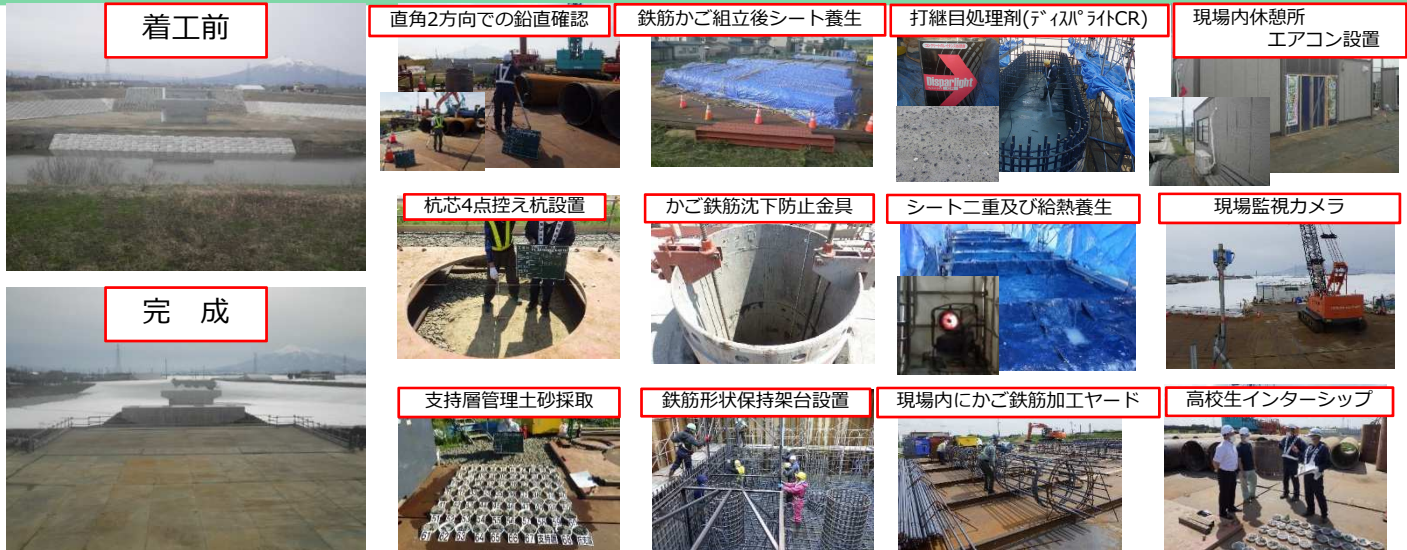 着工前
直角2方向での鉛直確認
鉄筋かご組立後シート養生
打継目処理剤(ﾃﾞｨｽﾊﾟﾗｲﾄCR)
現場内休憩所
エアコン設置
Disparlight
杭芯4点控え杭設置
かご鉄筋沈下防止金具
シート二重及び給熱養生
現場監視カメラ
完 成
支持層管理土砂採取
鉄筋形状保持架台設置
現場内にかご鉄筋加工ヤード
高校生インターシップ